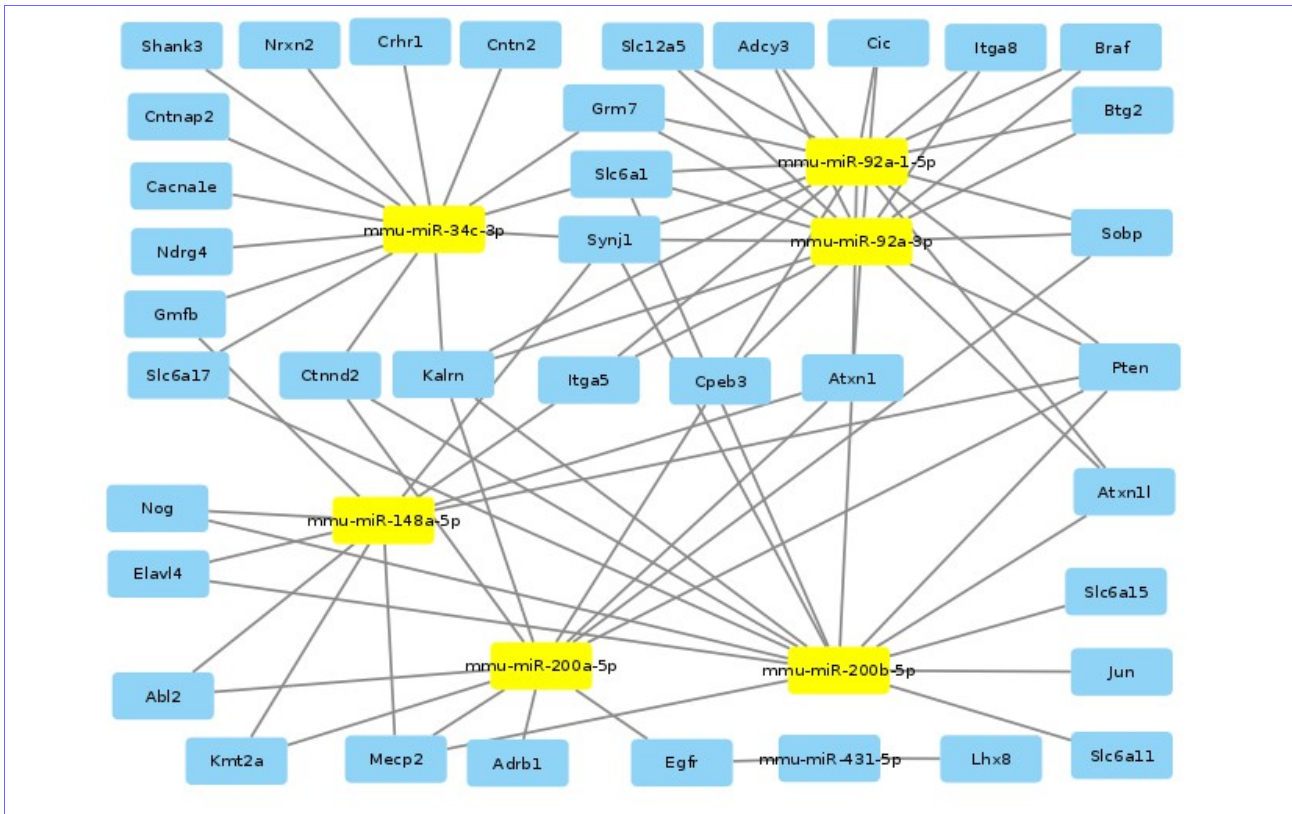 Shank3
Nrxn2
Crhr1
Cntn2
Slc12a5
Adcy3
Cic
Itga8
Braf
Cntnap2
Grm7
Btg2
mmu-miR-92a-1-5p
Cacna1e
Slc6a1
mmu-miR-34c-3p
Ndrg4
Synj1
mmu-miR-92a-3p
Sobp
Gmfb
Slc6a17
Ctnnd2
Kalrn
Itga5
Cpeb3
Atxn1
Pten
Nog
mmu-miR-148a-5p
Atxn1l
Elavl4
Slc6a15
mmu-miR-200a-5p
mmu-miR-200b-5p
Jun
Abl2
Kmt2a
Mecp2
Adrb1
Egfr
mmu-miR-431-5p
Lhx8
Slc6a11